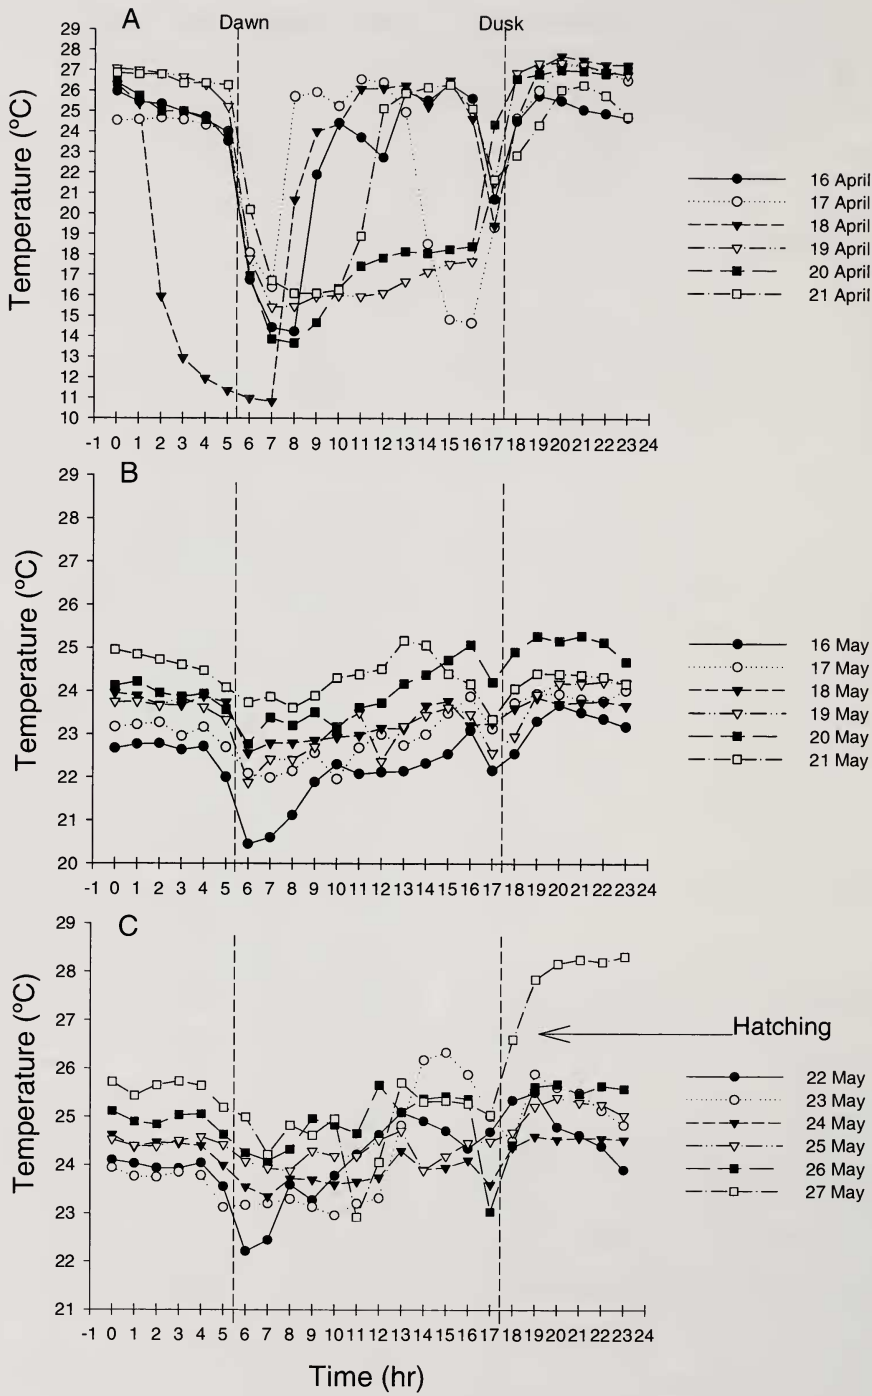 A
Dawn
Dusk
29
28
27
26
25
24
23
22
21
20
19
18
17
16
15
14
13
12
11
10
Temperature (ºC)
-1 0 1 2 3 4 5 6 7 8 9 10 11 12 13 14 15 16 17 18 19 20 21 22 23 24
16 April
17 April
18 April
19 April
20 April
21 April
B
29
28
27
26
25
24
23
22
21
20
Temperature (ºC)
-1 0 1 2 3 4 5 6 7 8 9 10 11 12 13 14 15 16 17 18 19 20 21 22 23 24
16 May
17 May
18 May
19 May
20 May
21 May
C
29
28
27
26
25
24
23
22
21
Temperature (ºC)
Hatching
-1 0 1 2 3 4 5 6 7 8 9 10 11 12 13 14 15 16 17 18 19 20 21 22 23 24
22 May
23 May
24 May
25 May
26 May
27 May
Time (hr)